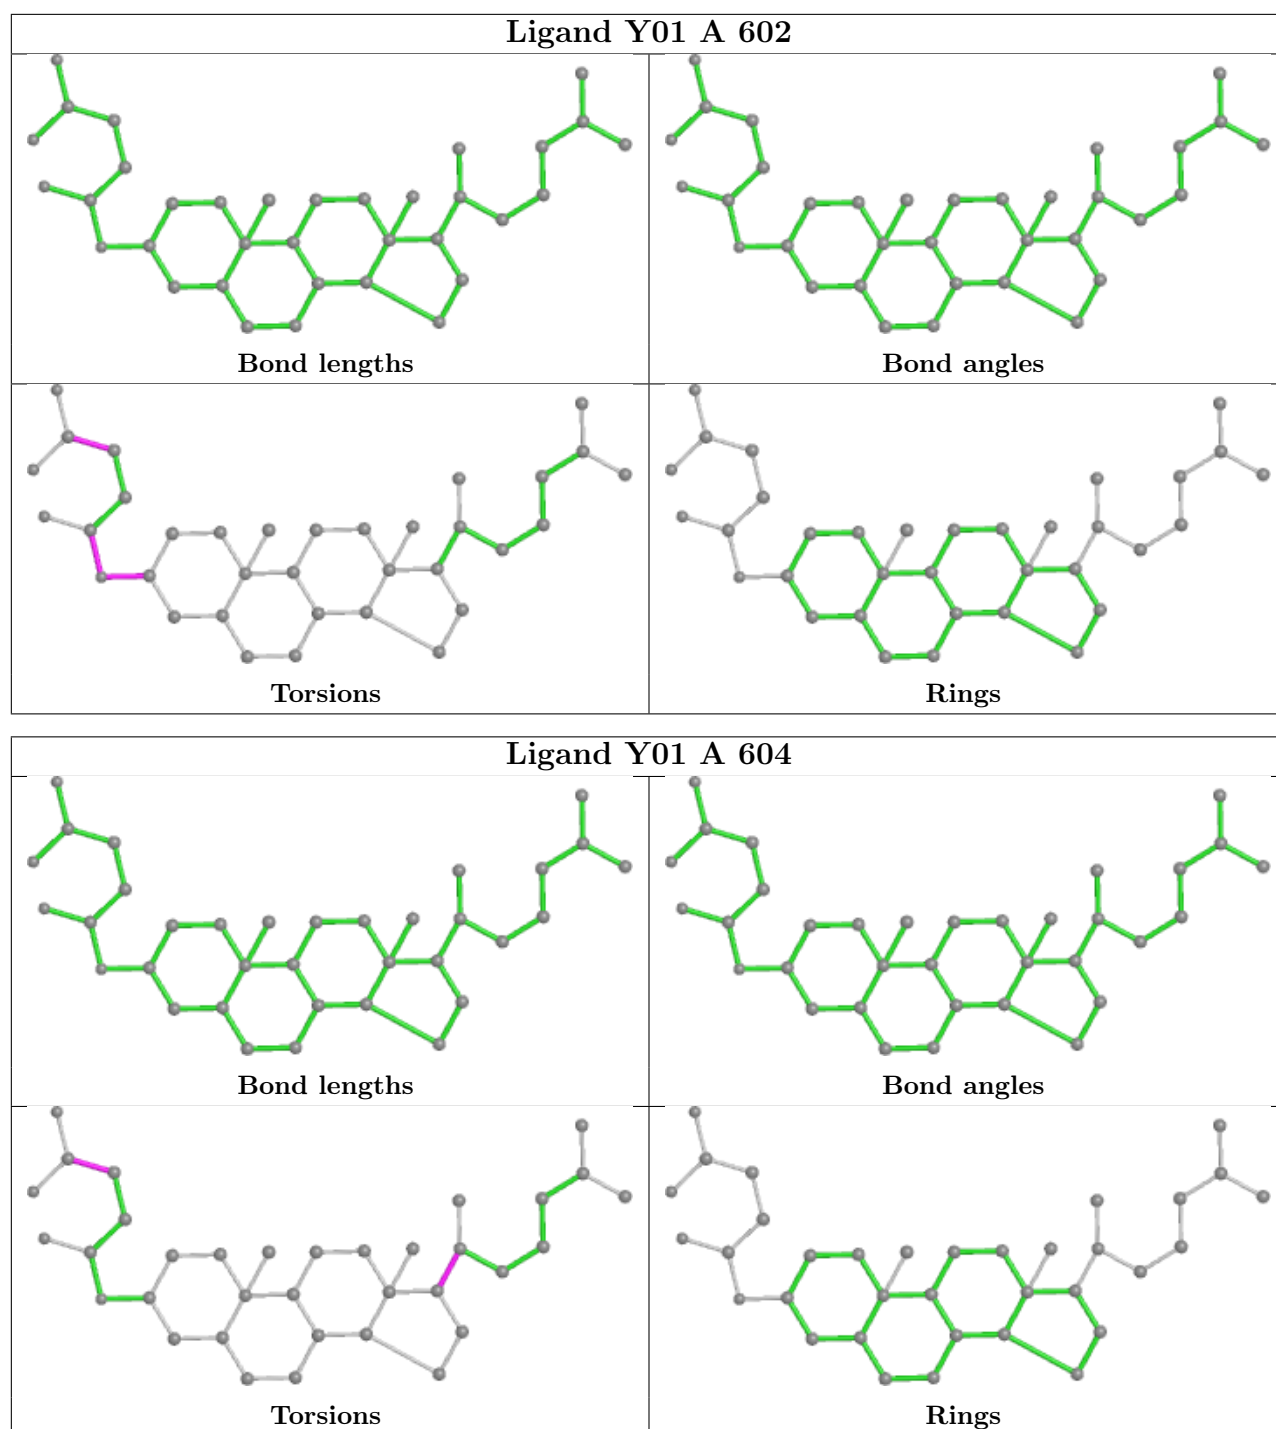 Ligand Y01 A 602
Bond lengths
Bond angles
Torsions
Rings
Ligand Y01 A 604
Bond lengths
Bond angles
Torsions
Rings